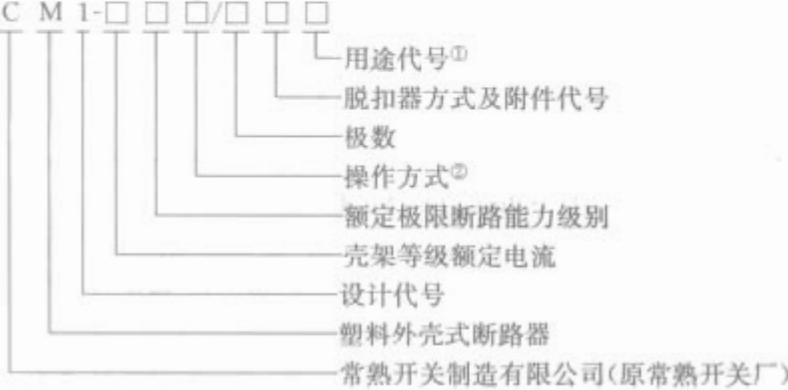 C M 1-□ □ □/□ □ □
用途代号①
脱扣器方式及附件代号
极数
操作方式②
额定极限断路能力级别
壳架等级额定电流
设计代号
塑料外壳式断路器
常熟开关制造有限公司(原常熟开关厂)